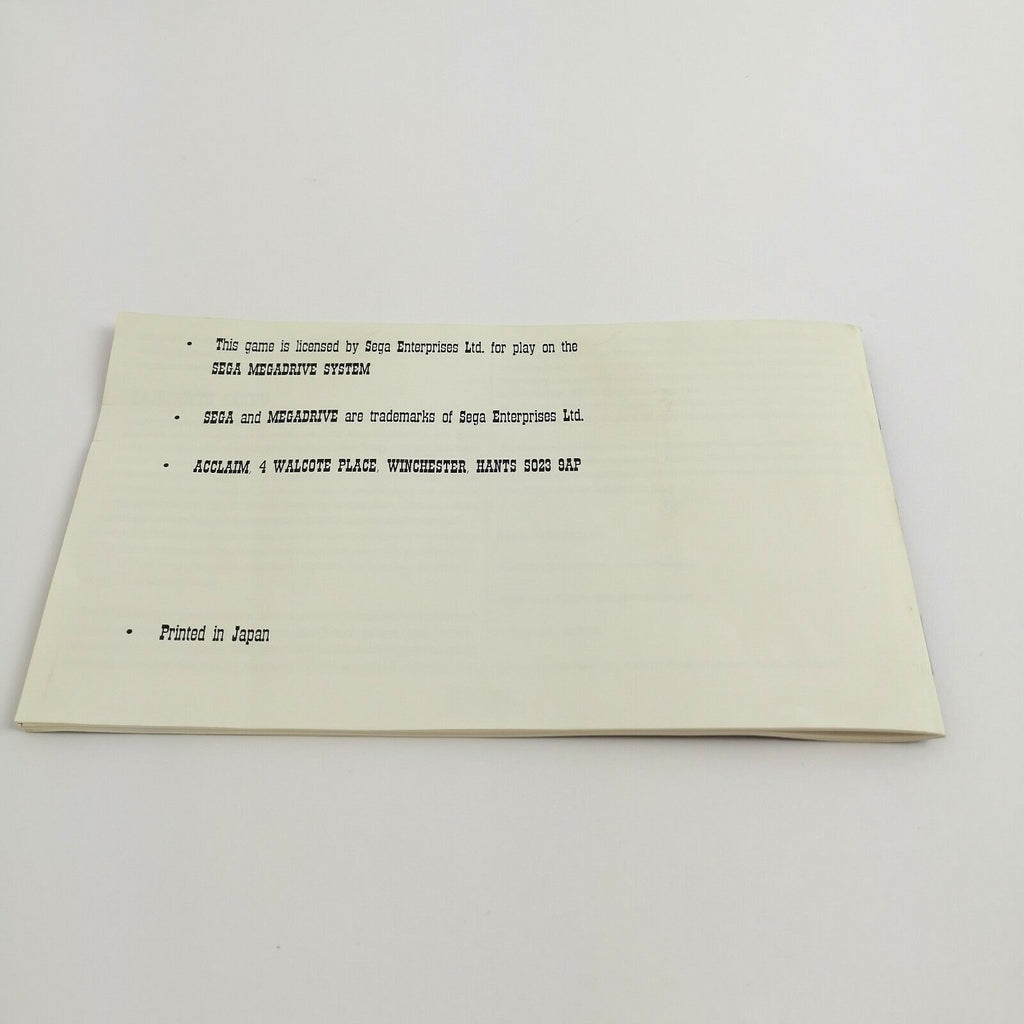 • This game is licensed by Sega Enterprises Ltd. for play on the
SEGA MEGADRIVE SYSTEM
• SEGA and MEGADRIVE are trademarks of Sega Enterprises Ltd.
• ACCLAIM, 4 WALCOTE PLACE, WINCHESTER, HANTS SO23 9AP
• Printed in Japan